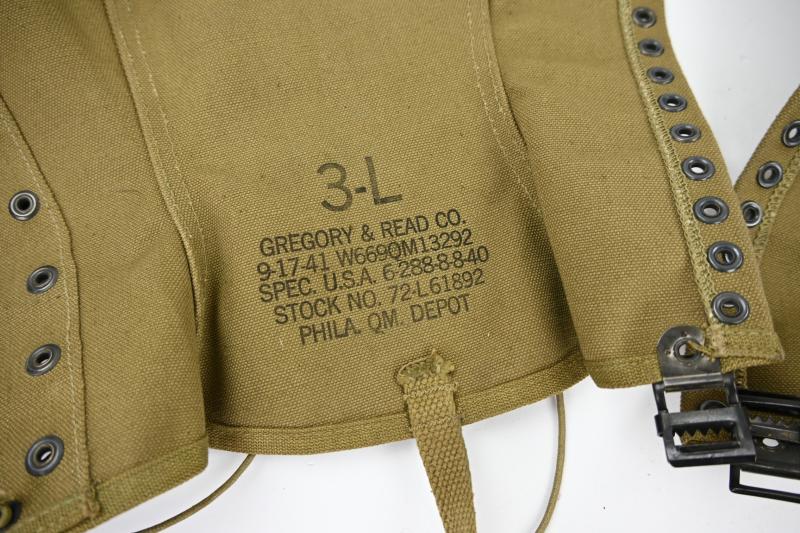 3-L
GREGORY & READ CO.
9-17-41 W669QM13292
SPEC. U.S.A. 6-288-8-8-40
STOCK NO. 72-L61892
PHILA. QM. DEPOT